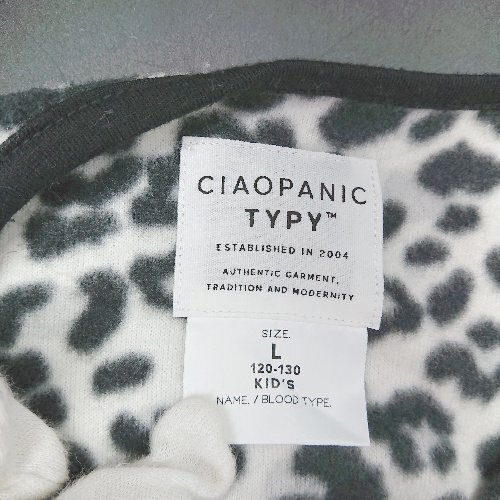 CIAOPANIC
TYPY™
ESTABLISHED IN 2004
AUTHENTIC GARMENT,
TRADITION AND MODERNITY
SIZE.
L
120-130
KID'S
NAME. / BLOOD TYPE.